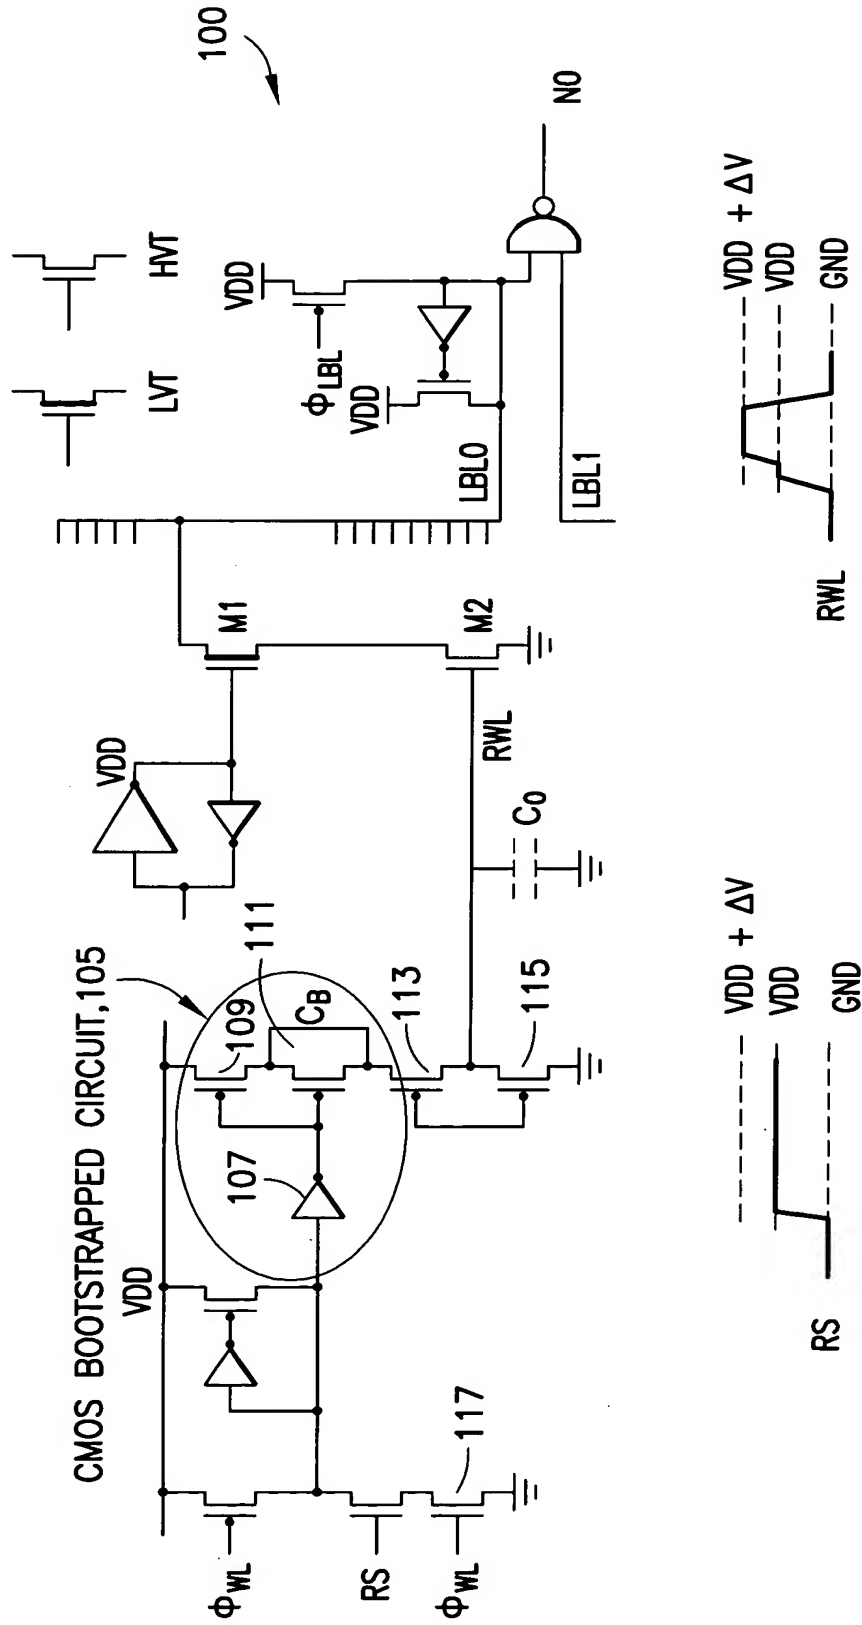 100
LVT
HVT
CMOS BOOTSTRAPPED CIRCUIT,105
VDD
VDD
VDD
ΦLBL
VDD
N0
LBL0
LBL1
M1
M2
RWL
C0
107
109
111
CB
113
115
117
ΦWL
RS
ΦWL
RS
VDD + ΔV
VDD
GND
RWL
VDD + ΔV
VDD
GND